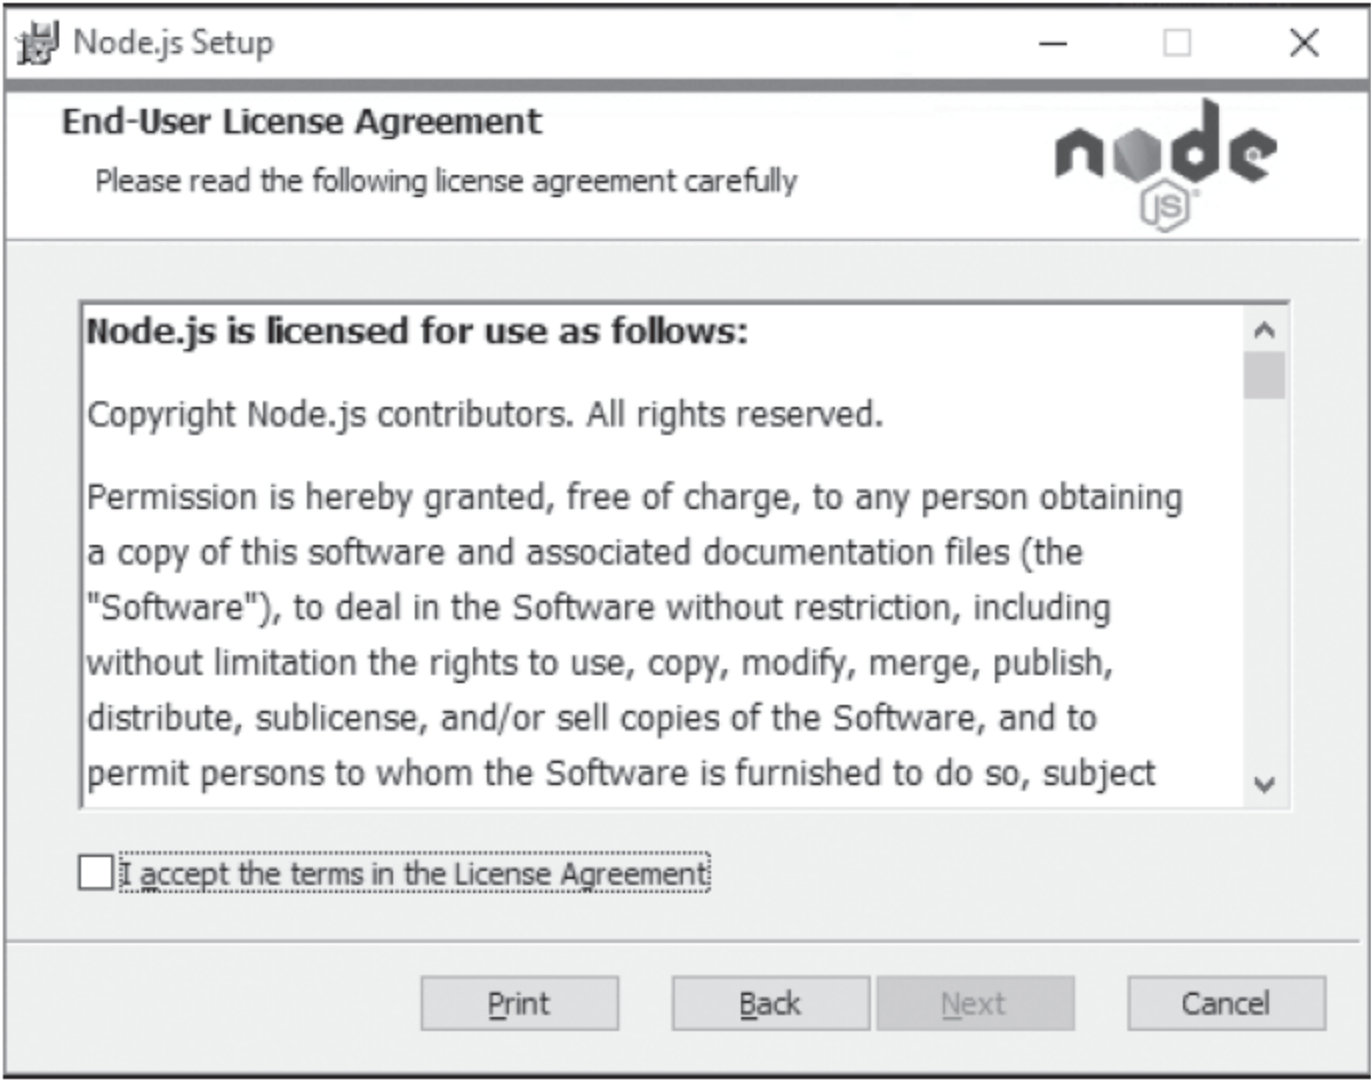 Node.js Setup
End-User License Agreement
Please read the following license agreement carefully
node
JS
Node.js is licensed for use as follows:
Copyright Node.js contributors. All rights reserved.
Permission is hereby granted, free of charge, to any person obtaining
a copy of this software and associated documentation files (the
"Software"), to deal in the Software without restriction, including
without limitation the rights to use, copy, modify, merge, publish,
distribute, sublicense, and/or sell copies of the Software, and to
permit persons to whom the Software is furnished to do so, subject
I accept the terms in the License Agreement
Print
Back
Next
Cancel